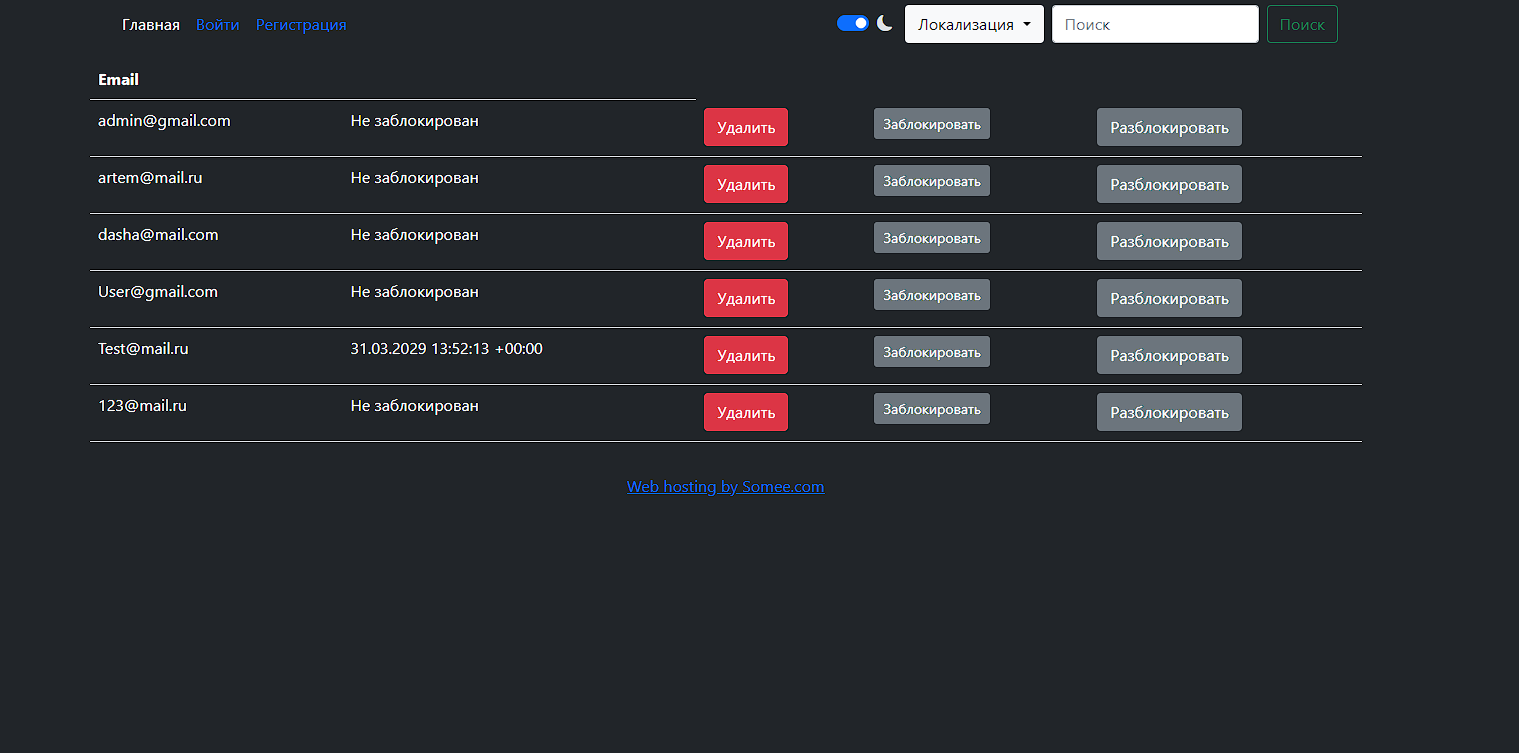 Главная Войти Регистрация Локализация Поиск Поиск
Email
admin@gmail.com Не заблокирован Удалить Заблокировать Разблокировать
artem@mail.ru Не заблокирован Удалить Заблокировать Разблокировать
dasha@mail.com Не заблокирован Удалить Заблокировать Разблокировать
User@gmail.com Не заблокирован Удалить Заблокировать Разблокировать
Test@mail.ru 31.03.2029 13:52:13 +00:00 Удалить Заблокировать Разблокировать
123@mail.ru Не заблокирован Удалить Заблокировать Разблокировать
Web hosting by Somee.com